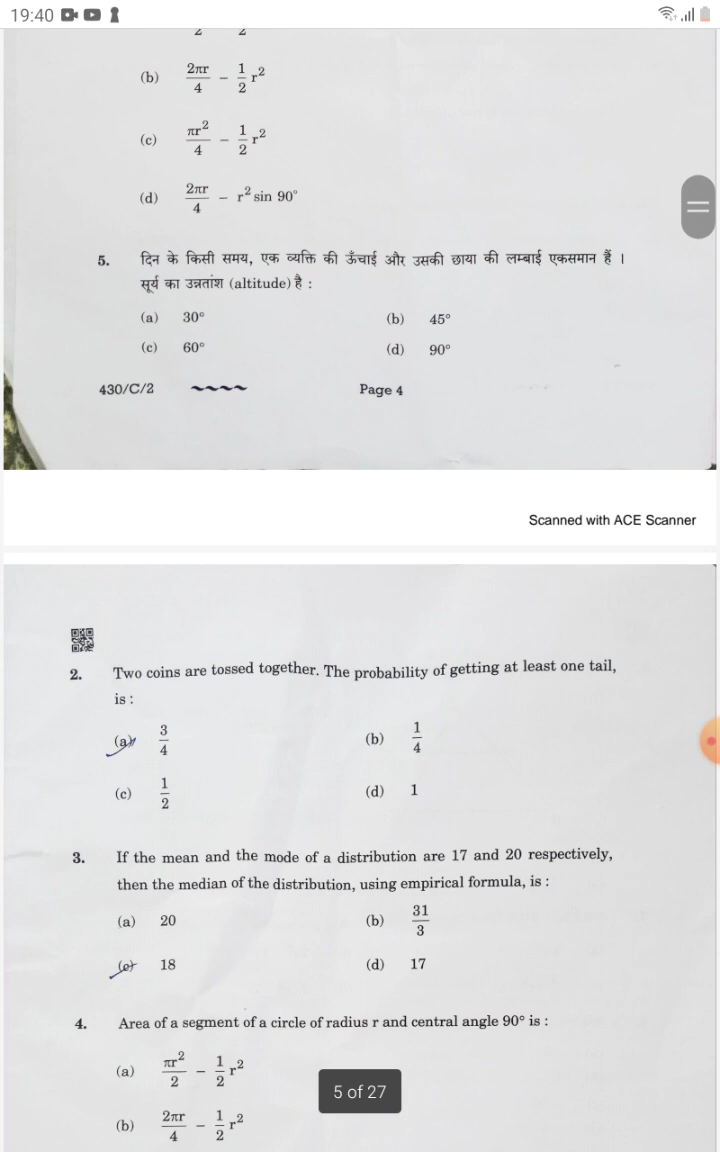 19:40
(b) 2πr/4 − 1/2 r²
(c) πr²/4 − 1/2 r²
(d) 2πr/4 − r² sin 90°
5. दिन के किसी समय, एक व्यक्ति की ऊँचाई और उसकी छाया की लम्बाई एकसमान हैं ।
सूर्य का उन्नतांश (altitude) है :
(a) 30° (b) 45°
(c) 60° (d) 90°
430/C/2 Page 4
Scanned with ACE Scanner
2. Two coins are tossed together. The probability of getting at least one tail,
is :
(a) 3/4 (b) 1/4
(c) 1/2 (d) 1
3. If the mean and the mode of a distribution are 17 and 20 respectively,
then the median of the distribution, using empirical formula, is :
(a) 20 (b) 31/3
(c) 18 (d) 17
4. Area of a segment of a circle of radius r and central angle 90° is :
(a) πr²/2 − 1/2 r²
5 of 27
(b) 2πr/4 − 1/2 r²